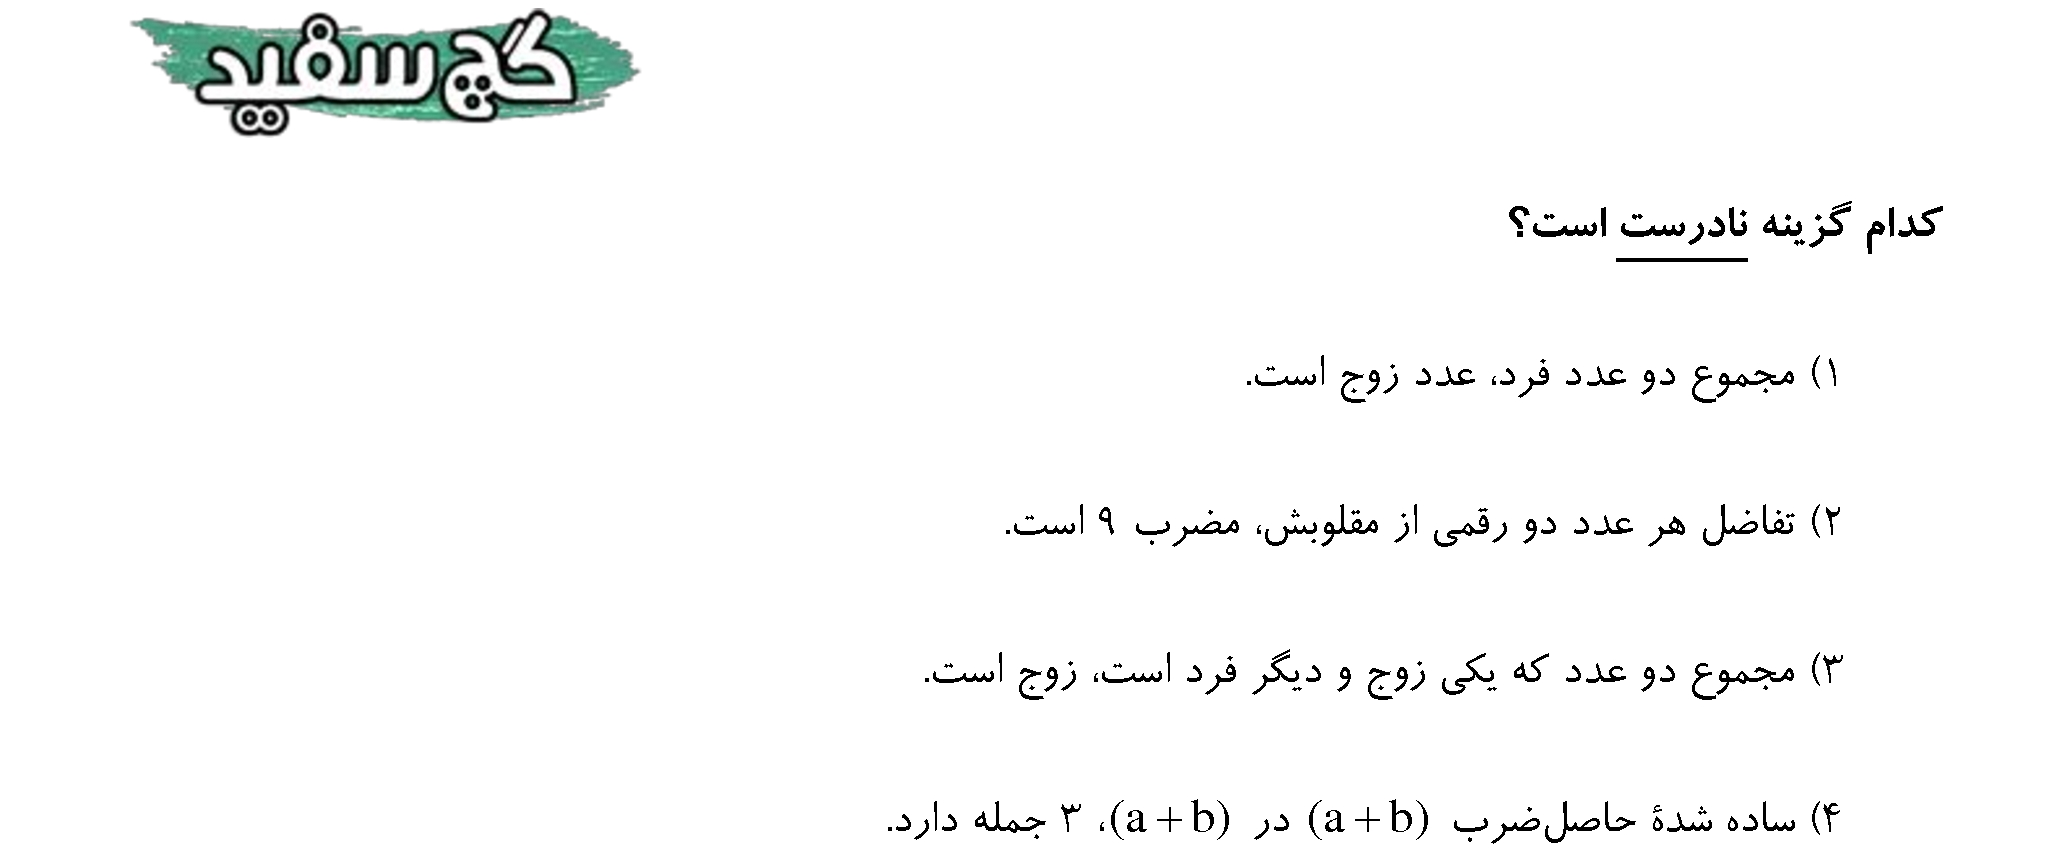 گچ سفید
کدام گزینه نادرست است؟
۱) مجموع دو عدد فرد، عدد زوج است.
۲) تفاضل هر عدد دو رقمی از مقلوبش، مضرب ۹ است.
۳) مجموع دو عدد که یکی زوج و دیگر فرد است، زوج است.
۴) ساده شدهٔ حاصل‌ضرب (a+b) در (a+b)، ۳ جمله دارد.